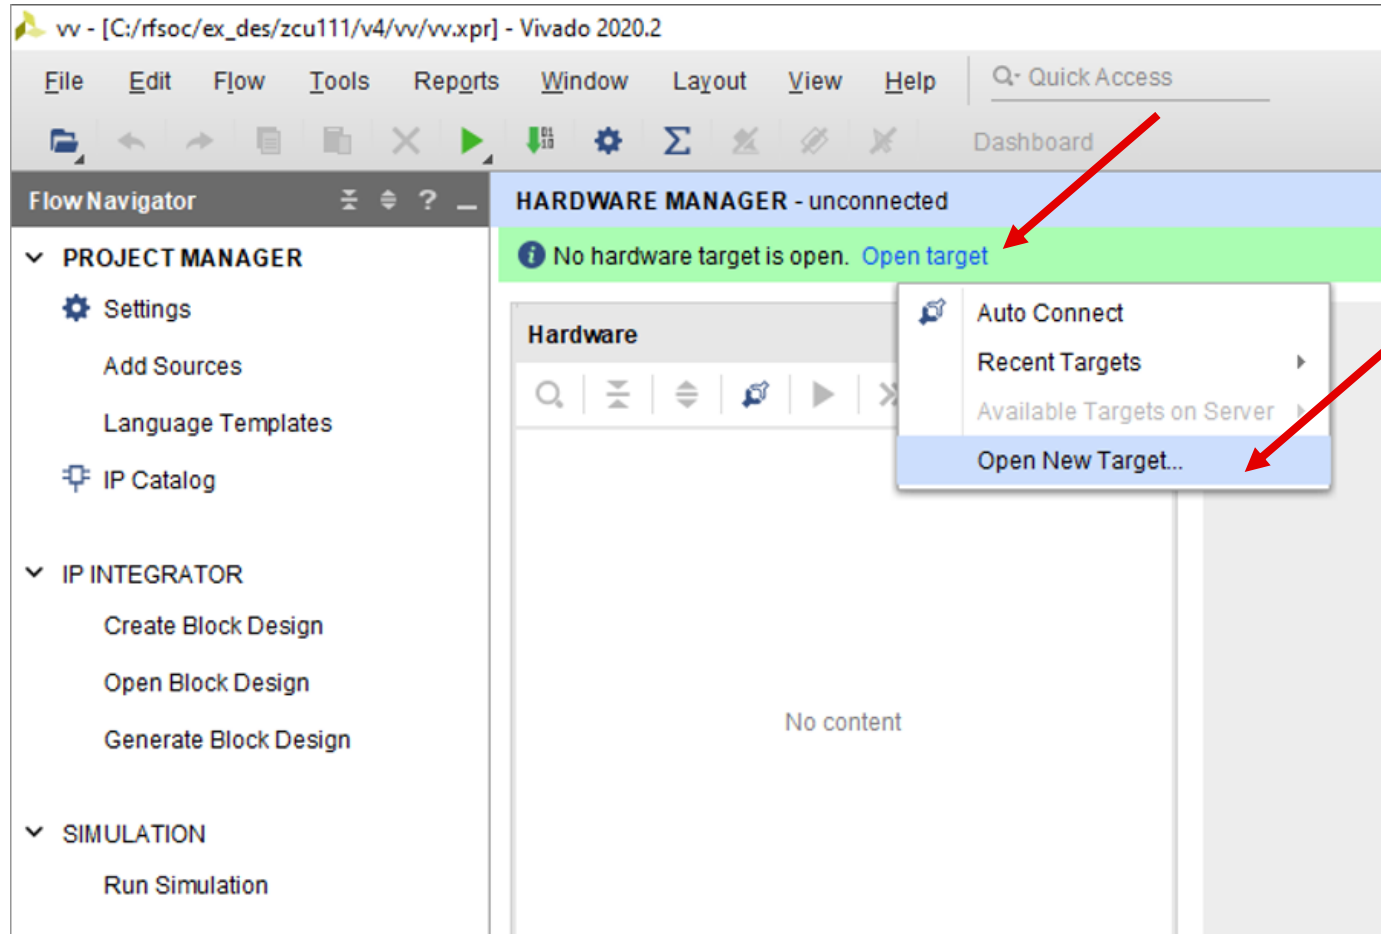 vv - [C:/rfsoc/ex_des/zcu111/v4/vv/vv.xpr] - Vivado 2020.2
File Edit Flow Tools Reports Window Layout View Help Quick Access
Dashboard
Flow Navigator ? HARDWARE MANAGER - unconnected
PROJECT MANAGER
No hardware target is open. Open target
Settings
Auto Connect
Hardware
Add Sources
Recent Targets
Available Targets on Server
Language Templates
Open New Target...
IP Catalog
IP INTEGRATOR
Create Block Design
Open Block Design
No content
Generate Block Design
SIMULATION
Run Simulation